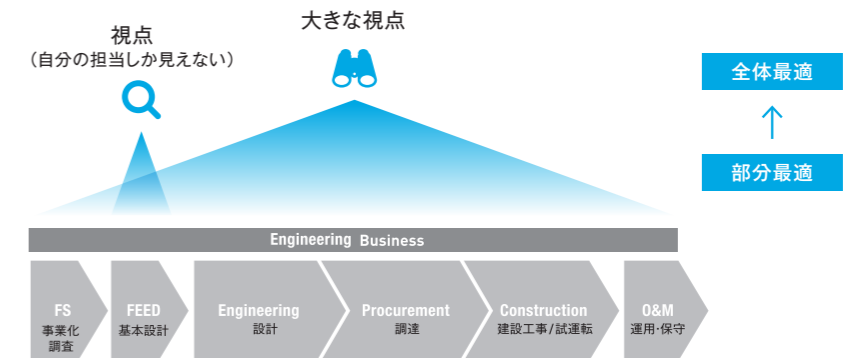 視点
（自分の担当しか見えない）
大きな視点
全体最適
部分最適
Engineering Business
FS
事業化
調査
FEED
基本設計
Engineering
設計
Procurement
調達
Construction
建設工事/試運転
O&M
運用・保守